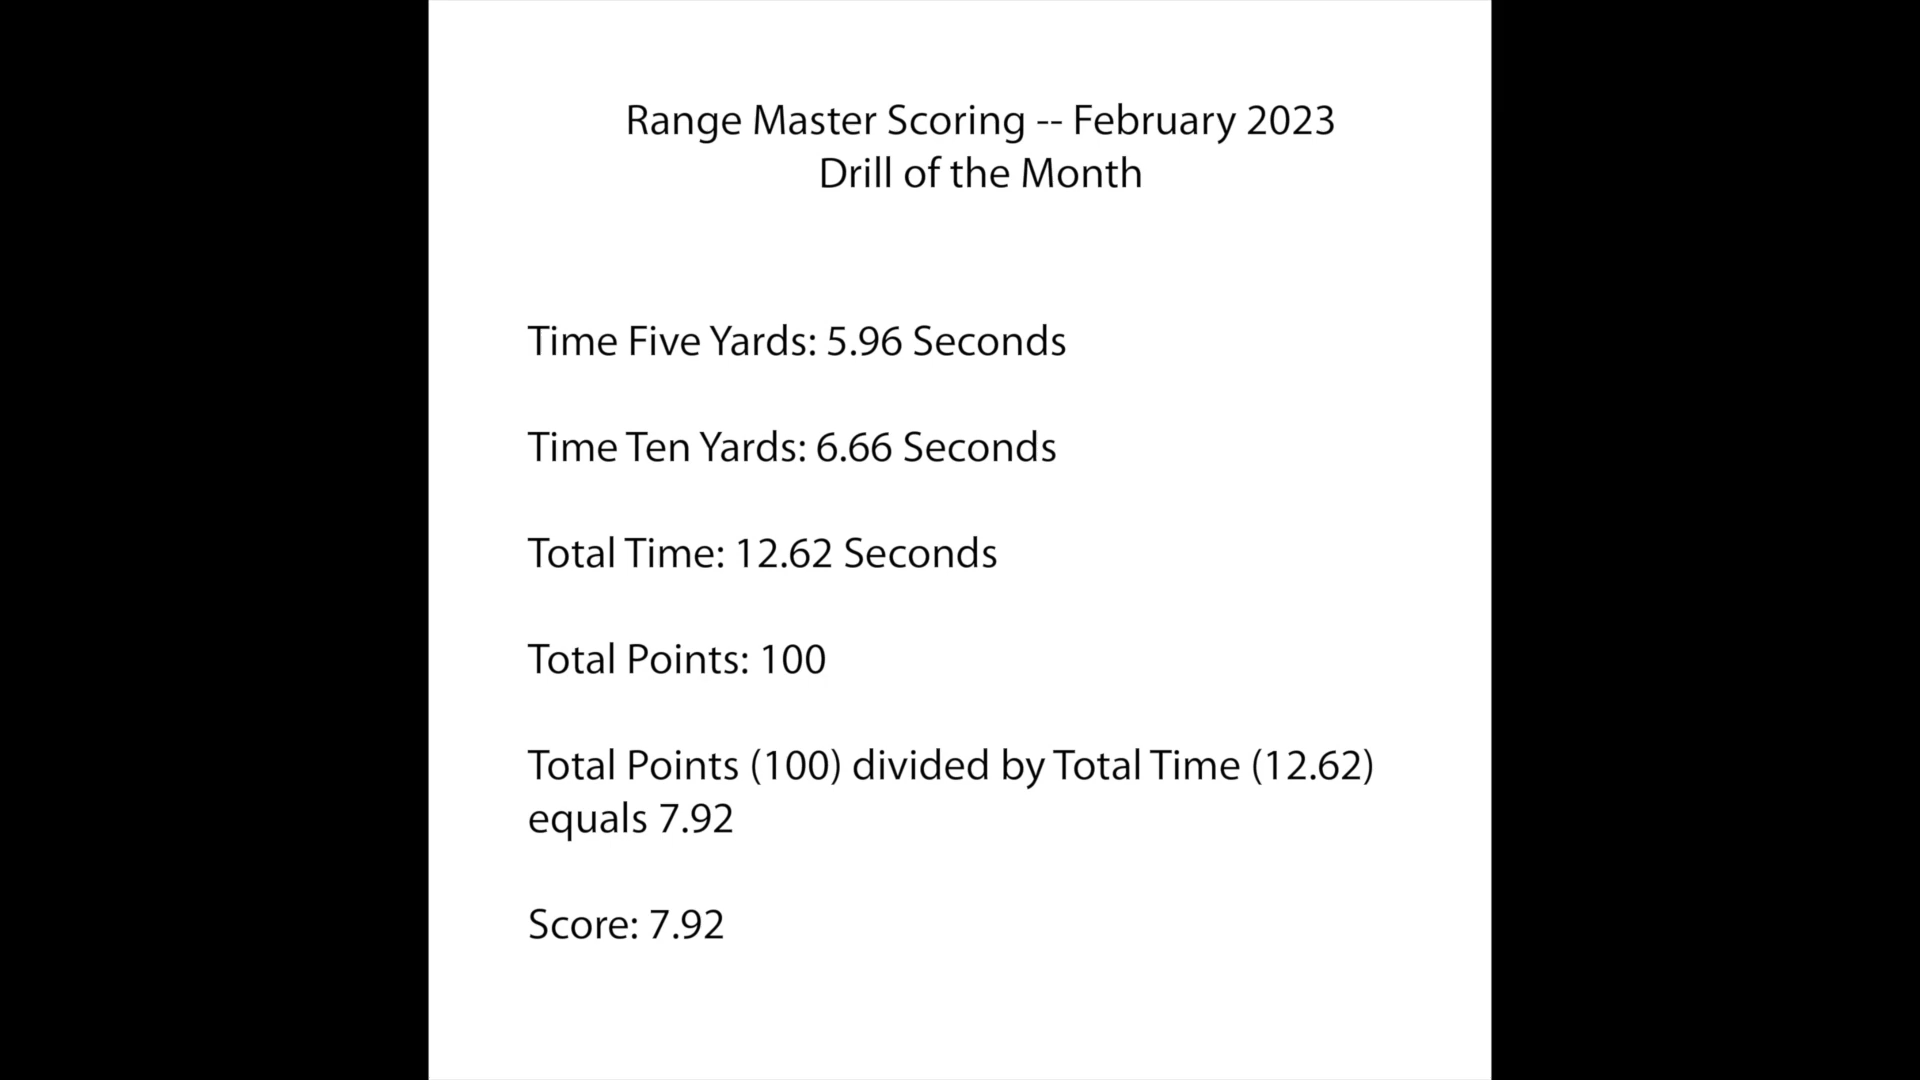 Range Master Scoring -- February 2023
Drill of the Month
Time Five Yards: 5.96 Seconds
Time Ten Yards: 6.66 Seconds
Total Time: 12.62 Seconds
Total Points: 100
Total Points (100) divided by Total Time (12.62)
equals 7.92
Score: 7.92